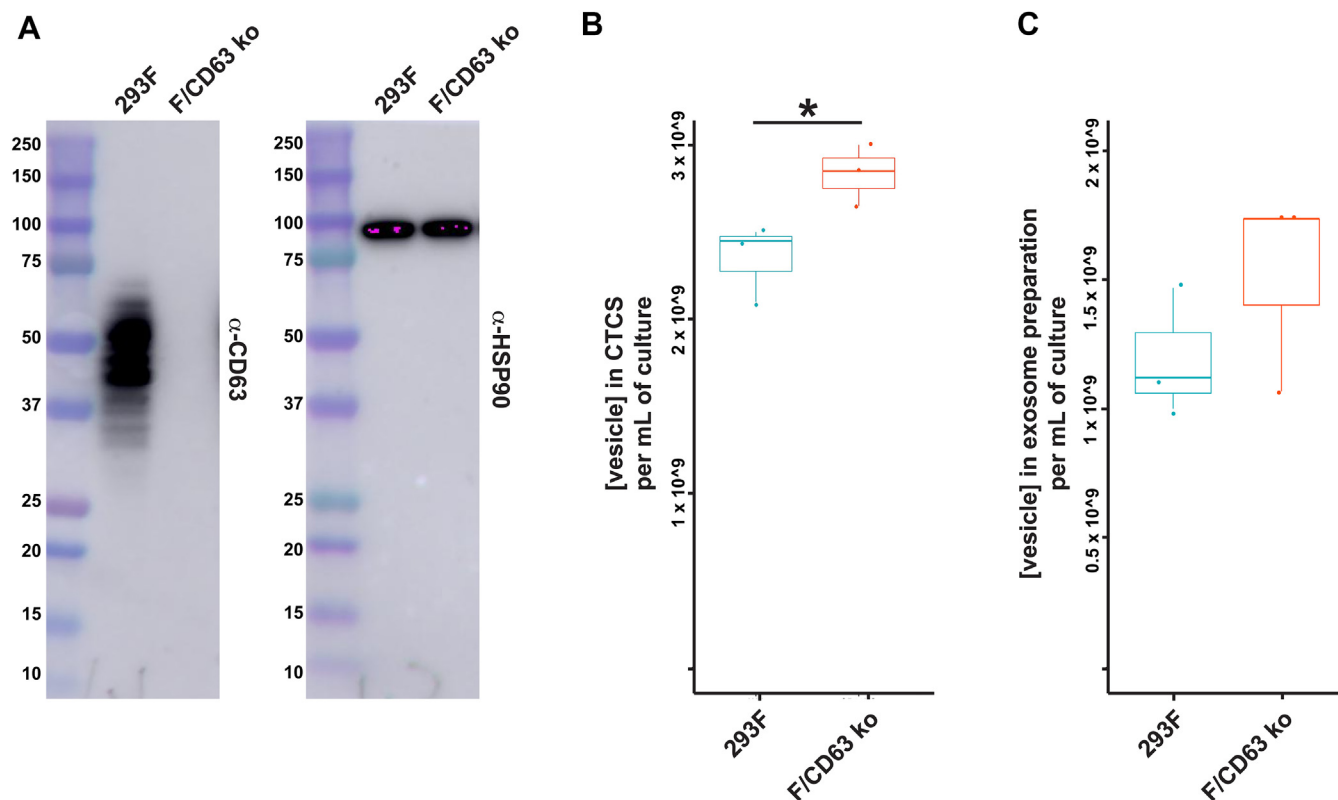 A
293F
F/CD63 ko
250
150
100
75
50
37
25
20
15
10
α-CD63
293F
F/CD63 ko
250
150
100
75
50
37
25
20
15
10
α-HSP90
B
*
[vesicle] in CTCS
per mL of culture
3 x 10^9
2 x 10^9
1 x 10^9
293F
F/CD63 ko
C
[vesicle] in exosome preparation
per mL of culture
2 x 10^9
1.5 x 10^9
1 x 10^9
0.5 x 10^9
293F
F/CD63 ko